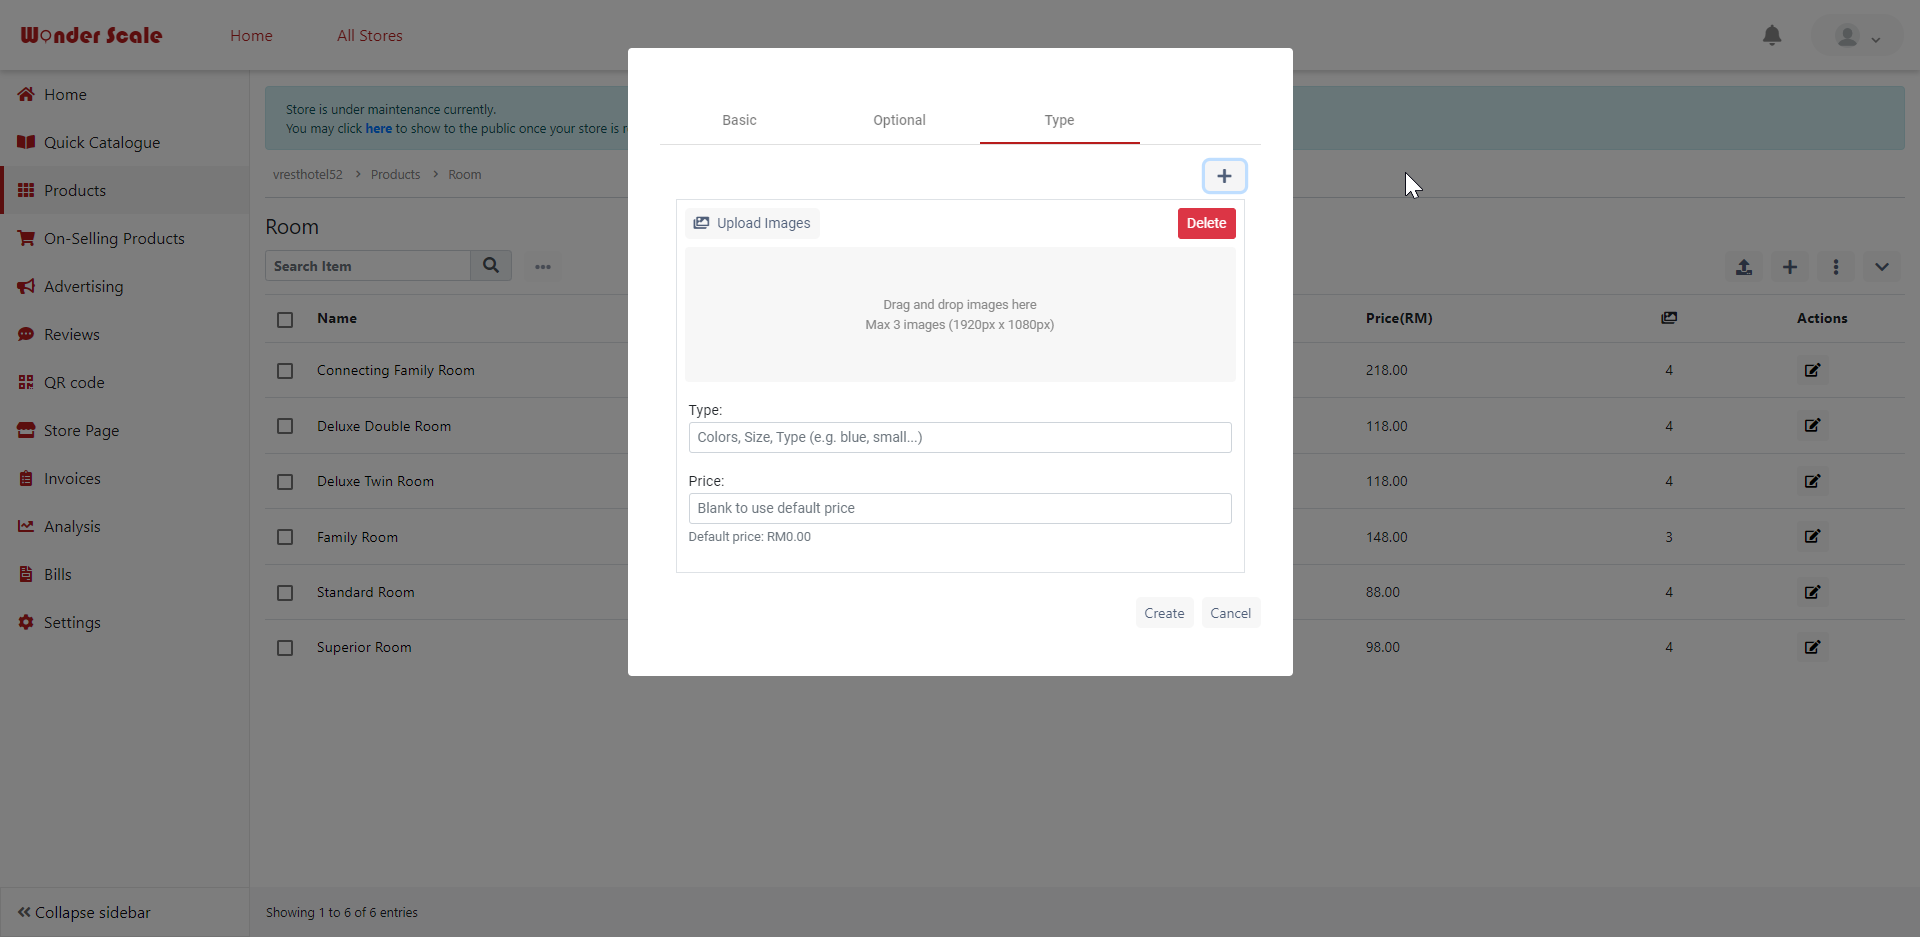 Wonder Scale
Home
All Stores
Home
Quick Catalogue
Products
On-Selling Products
Advertising
Reviews
QR code
Store Page
Invoices
Analysis
Bills
Settings
Collapse sidebar
Store is under maintenance currently.
You may click here to show to the public once your store is r
vresthotel52 > Products > Room
Room
Search Item
Name
Price(RM)
Actions
Connecting Family Room 218.00 4
Deluxe Double Room 118.00 4
Deluxe Twin Room 118.00 4
Family Room 148.00 3
Standard Room 88.00 4
Superior Room 98.00 4
Showing 1 to 6 of 6 entries
Basic
Optional
Type
Upload Images
Delete
Drag and drop images here
Max 3 images (1920px x 1080px)
Type:
Colors, Size, Type (e.g. blue, small...)
Price:
Blank to use default price
Default price: RM0.00
Create
Cancel